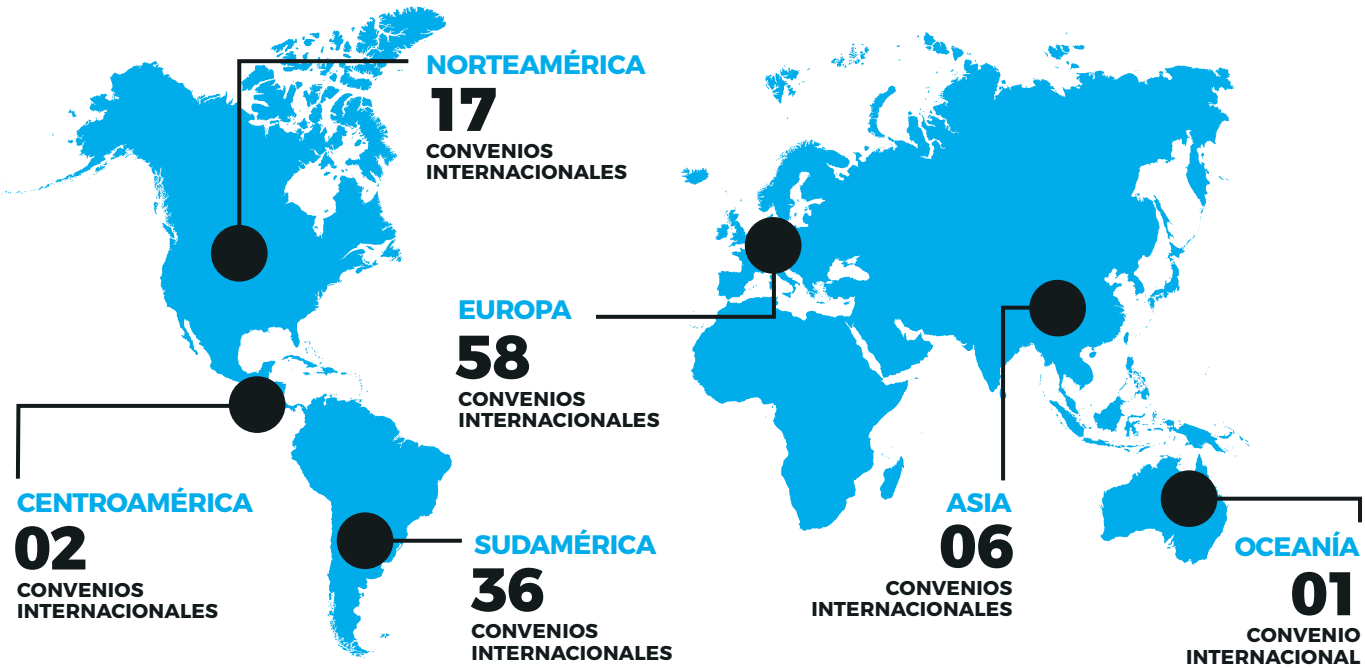 NORTEAMÉRICA
17
CONVENIOS
INTERNACIONALES
EUROPA
58
CONVENIOS
INTERNACIONALES
CENTROAMÉRICA
02
CONVENIOS
INTERNACIONALES
SUDAMÉRICA
36
CONVENIOS
INTERNACIONALES
ASIA
06
CONVENIOS
INTERNACIONALES
OCEANÍA
01
CONVENIO
INTERNACIONAL